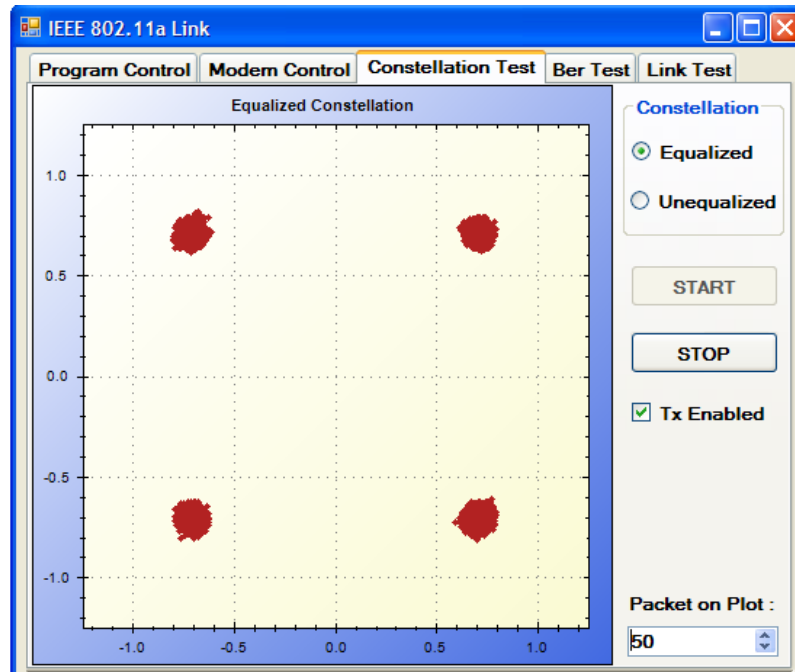 IEEE 802.11a Link
Program Control
Modem Control
Constellation Test
Ber Test
Link Test
Equalized Constellation
1.0
0.5
0.0
-0.5
-1.0
-1.0
-0.5
0.0
0.5
1.0
Constellation
Equalized
Unequalized
START
STOP
Tx Enabled
Packet on Plot :
50